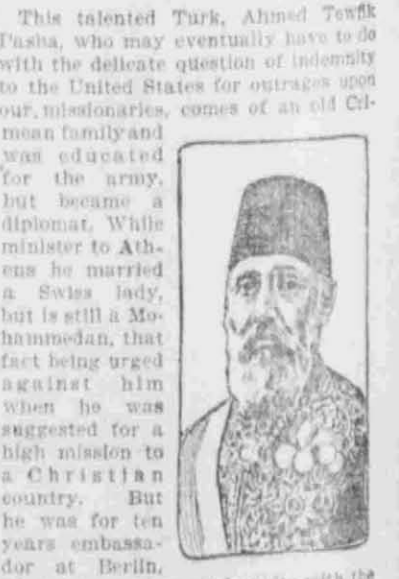 This talented Turk, Ahmed Tewfik
Pasha, who may eventually have to do
with the delicate question of indemnity
to the United States for outrages upon
our missionaries, comes of an old Cri-
mean family and
was educated
for the army,
but became a
diplomat. While
minister to Ath-
ens he married
a Swiss lady,
but is still a Mo-
hammedan, that
fact being urged
against him
when he was
suggested for a
high mission to
a Christian
country. But
he was for ten
years embassa-
dor at Berlin,
with the